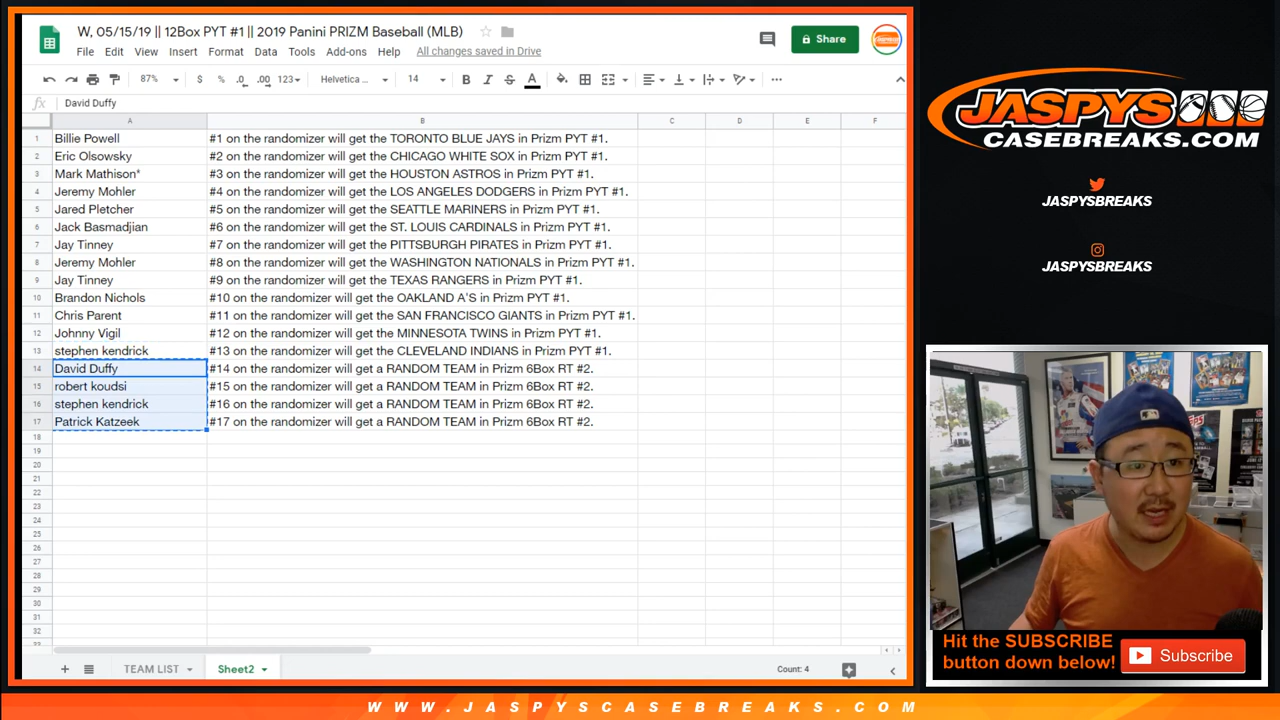 W, 05/15/19 || 12Box PYT #1 || 2019 Panini PRIZM Baseball (MLB)
File Edit View Insert Format Data Tools Add-ons Help All changes saved in Drive
Share
87% $ % .0 .00 123 Helvetica ... 14 B I S A
fx David Duffy
A B C D E F
1 Billie Powell #1 on the randomizer will get the TORONTO BLUE JAYS in Prizm PYT #1.
2 Eric Olsowsky #2 on the randomizer will get the CHICAGO WHITE SOX in Prizm PYT #1.
3 Mark Mathison* #3 on the randomizer will get the HOUSTON ASTROS in Prizm PYT #1.
4 Jeremy Mohler #4 on the randomizer will get the LOS ANGELES DODGERS in Prizm PYT #1.
5 Jared Pletcher #5 on the randomizer will get the SEATTLE MARINERS in Prizm PYT #1.
6 Jack Basmadjian #6 on the randomizer will get the ST. LOUIS CARDINALS in Prizm PYT #1.
7 Jay Tinney #7 on the randomizer will get the PITTSBURGH PIRATES in Prizm PYT #1.
8 Jeremy Mohler #8 on the randomizer will get the WASHINGTON NATIONALS in Prizm PYT #1.
9 Jay Tinney #9 on the randomizer will get the TEXAS RANGERS in Prizm PYT #1.
10 Brandon Nichols #10 on the randomizer will get the OAKLAND A'S in Prizm PYT #1.
11 Chris Parent #11 on the randomizer will get the SAN FRANCISCO GIANTS in Prizm PYT #1.
12 Johnny Vigil #12 on the randomizer will get the MINNESOTA TWINS in Prizm PYT #1.
13 stephen kendrick #13 on the randomizer will get the CLEVELAND INDIANS in Prizm PYT #1.
14 David Duffy #14 on the randomizer will get a RANDOM TEAM in Prizm 6Box RT #2.
15 robert koudsi #15 on the randomizer will get a RANDOM TEAM in Prizm 6Box RT #2.
16 stephen kendrick #16 on the randomizer will get a RANDOM TEAM in Prizm 6Box RT #2.
17 Patrick Katzeek #17 on the randomizer will get a RANDOM TEAM in Prizm 6Box RT #2.
18
19
20
21
22
23
24
25
26
27
28
29
30
31
32
33
TEAM LIST Sheet2 Count: 4
JASPYS
CASEBREAKS.COM
JASPYSBREAKS
JASPYSBREAKS
Hit the SUBSCRIBE
button down below!
Subscribe
WWW.JASPYSCASEBREAKS.COM